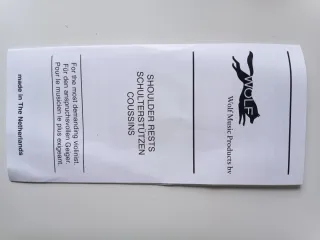 WOLF
Wolf Music Products bv
SHOULDER RESTS
SCHULTERSTÜTZEN
COUSSINS
For the most demanding violinist.
Für den anspruchsvollen Geiger.
Pour le musicien le plus exigeant.
made in The Netherlands